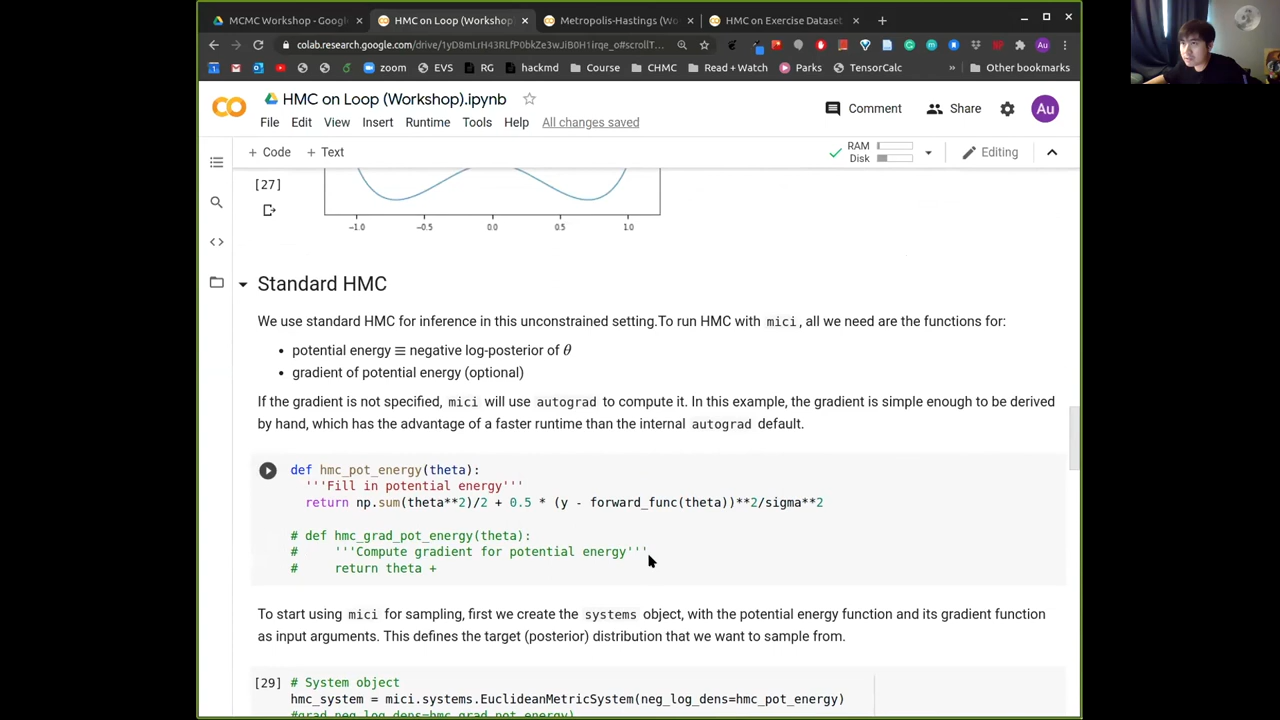 MCMC Workshop - Google
HMC on Loop (Workshop)
Metropolis-Hastings (W
HMC on Exercise Dataset
colab.research.google.com/drive/
zoom
EVS
RG
hackmd
Course
CHMC
Read + Watch
Parks
TensorCalc
»
Other bookmarks
HMC on Loop (Workshop).ipynb
Comment
Share
Au
File Edit View Insert Runtime Tools Help All changes saved
+ Code + Text
RAM
Disk
Editing
[27]
−1.0 −0.5 0.0 0.5 1.0
Standard HMC
We use standard HMC for inference in this unconstrained setting.To run HMC with mici, all we need are the functions for:
• potential energy ≡ negative log-posterior of θ
• gradient of potential energy (optional)
If the gradient is not specified, mici will use autograd to compute it. In this example, the gradient is simple enough to be derived
by hand, which has the advantage of a faster runtime than the internal autograd default.
def hmc_pot_energy(theta):
'''Fill in potential energy'''
return np.sum(theta**2)/2 + 0.5 * (y - forward_func(theta))**2/sigma**2
# def hmc_grad_pot_energy(theta):
# '''Compute gradient for potential energy'''
# return theta +
To start using mici for sampling, first we create the systems object, with the potential energy function and its gradient function
as input arguments. This defines the target (posterior) distribution that we want to sample from.
[29]
# System object
hmc_system = mici.systems.EuclideanMetricSystem(neg_log_dens=hmc_pot_energy)
#grad_neg_log_dens=hmc_grad_pot_energy)